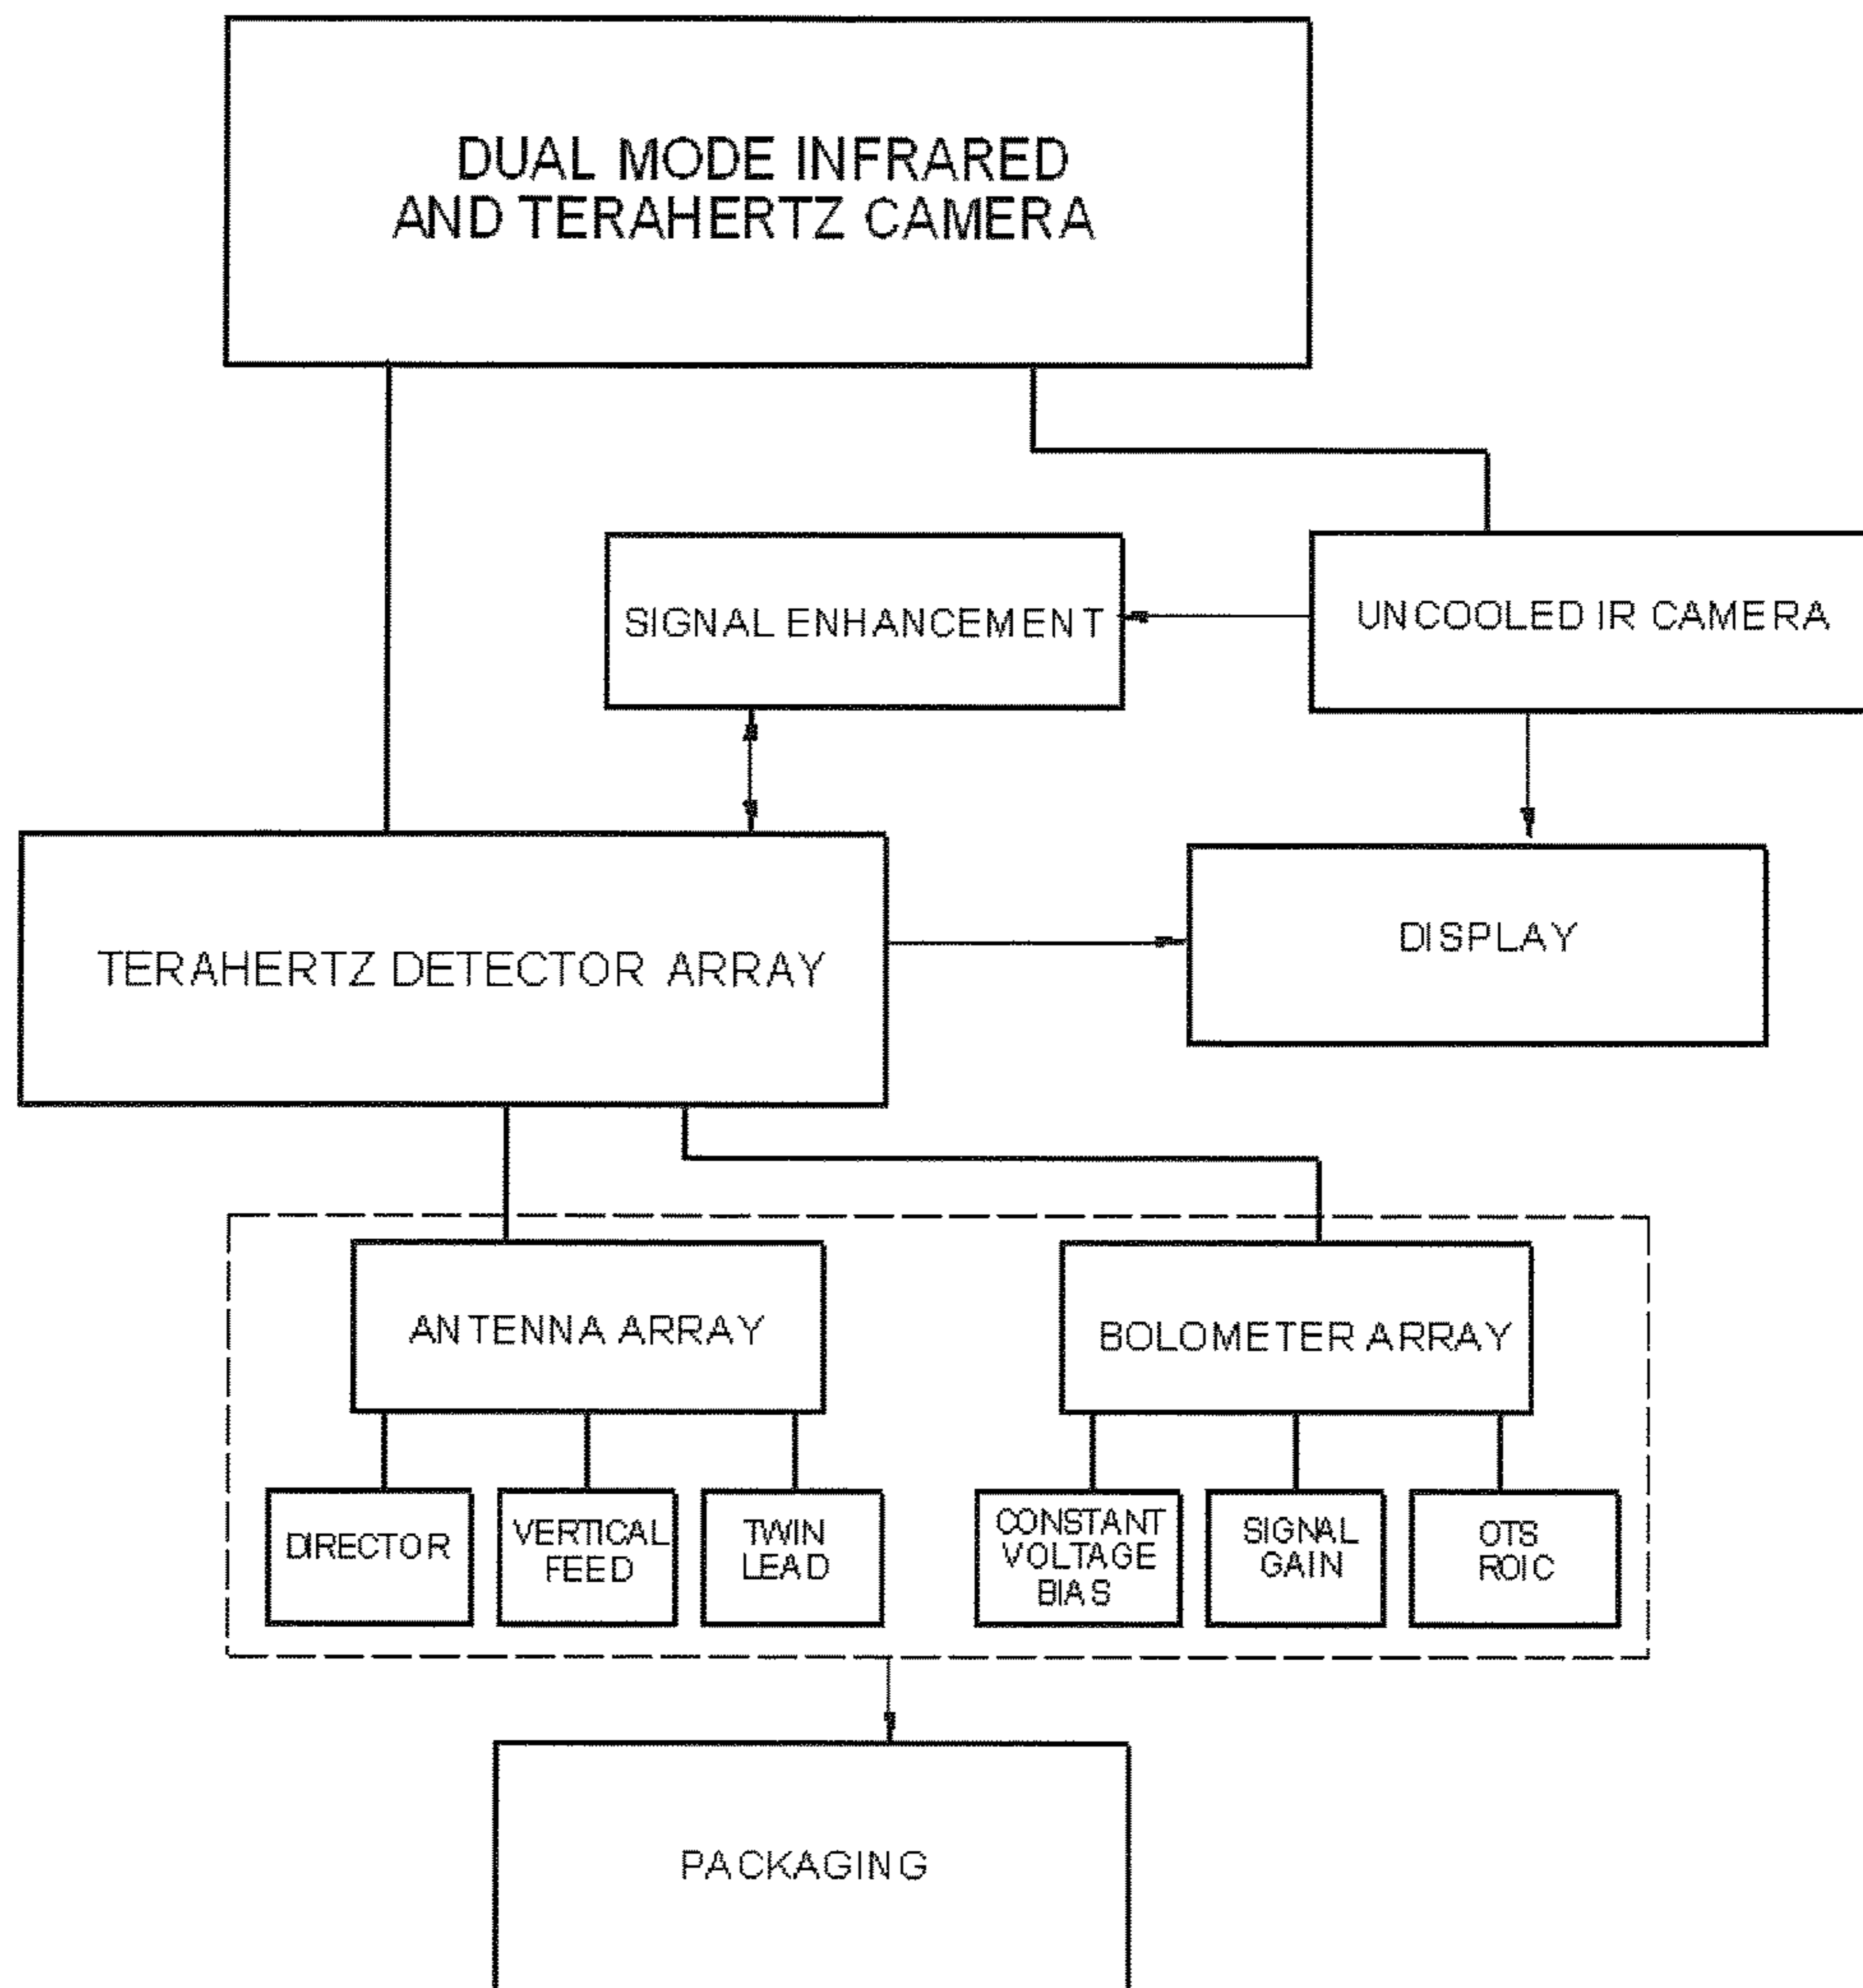 DUAL MODE INFRARED
AND TERAHERTZ CAMERA
SIGNAL ENHANCEMENT
UNCOOLED IR CAMERA
TERAHERTZ DETECTOR ARRAY
DISPLAY
ANTENNA ARRAY
BOLOMETER ARRAY
DIRECTOR
VERTICAL
FEED
TWIN
LEAD
CONSTANT
VOLTAGE
BIAS
SIGNAL
GAIN
OTS
ROIC
PACKAGING